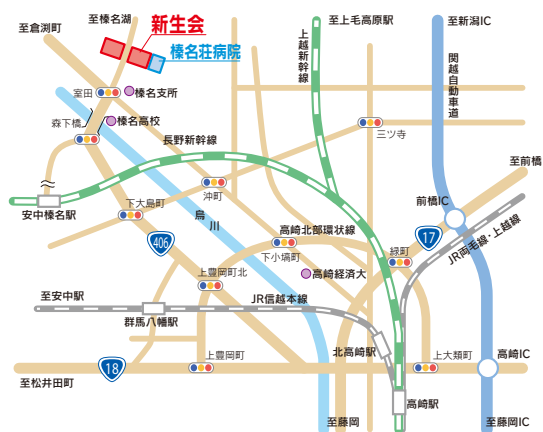 至榛名湖
新生会
至上毛高原駅
至新潟IC
至倉渕町
榛名荘病院
上越新幹線
関越自動車道
室田
榛名支所
榛名高校
森下橋
三ツ寺
長野新幹線
至前橋
沖町
前橋IC
安中榛名駅
下大島町
烏川
高崎北部環状線
17
JR両毛線・上越線
406
下小塙町
緑町
上豊岡町北
高崎経済大
至安中駅
JR信越本線
群馬八幡駅
北高崎駅
上豊岡町
上大類町
高崎IC
18
至松井田町
高崎駅
至藤岡
至藤岡IC